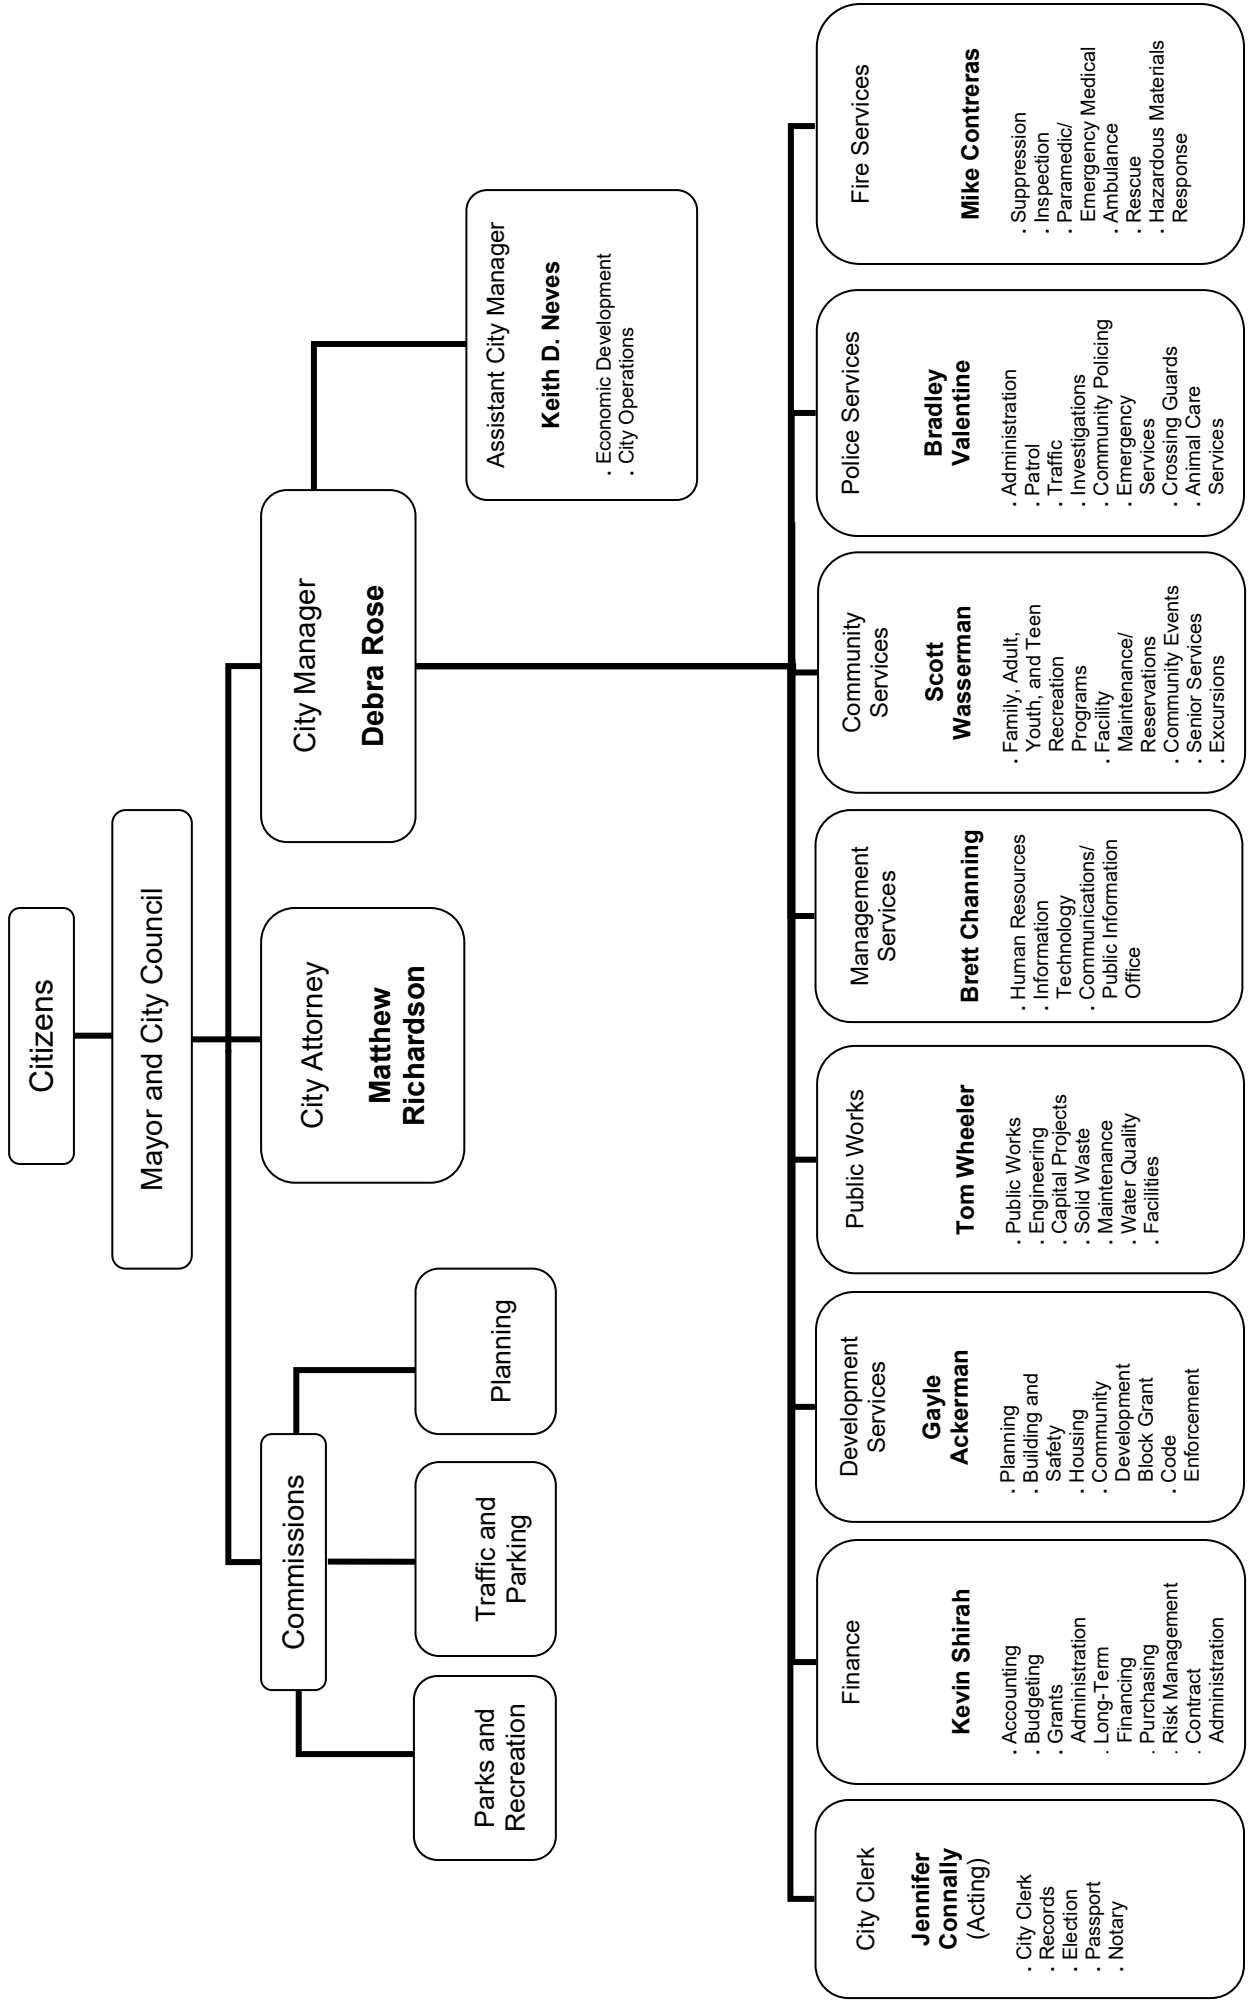 Citizens
Mayor and City Council
Commissions
City Attorney
Matthew
Richardson
City Manager
Debra Rose
Parks and
Recreation
Traffic and
Parking
Planning
Assistant City Manager
Keith D. Neves
. Economic Development
. City Operations
City Clerk
Jennifer
Connally
(Acting)
. City Clerk
. Records
. Election
. Passport
. Notary
Finance
Kevin Shirah
. Accounting
. Budgeting
. Grants
Administration
. Long-Term
Financing
. Purchasing
. Risk Management
. Contract
Administration
Development
Services
Gayle
Ackerman
. Planning
. Building and
Safety
. Housing
. Community
Development
Block Grant
. Code
Enforcement
Public Works
Tom Wheeler
. Public Works
. Engineering
. Capital Projects
. Solid Waste
. Maintenance
. Water Quality
. Facilities
Management
Services
Brett Channing
. Human Resources
. Information
Technology
. Communications/
Public Information
Office
Community
Services
Scott
Wasserman
. Family, Adult,
Youth, and Teen
Recreation
Programs
. Facility
Maintenance/
Reservations
. Community Events
. Senior Services
. Excursions
Police Services
Bradley
Valentine
. Administration
. Patrol
. Traffic
. Investigations
. Community Policing
. Emergency
Services
. Crossing Guards
. Animal Care
Services
Fire Services
Mike Contreras
. Suppression
. Inspection
. Paramedic/
Emergency Medical
. Ambulance
. Rescue
. Hazardous Materials
Response